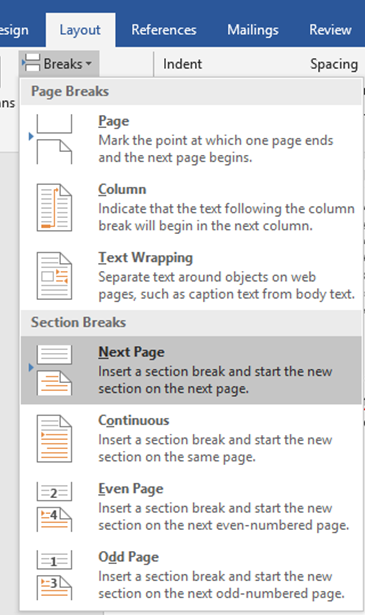 esign Layout References Mailings Review
Breaks Indent Spacing
ns
Page Breaks
Page
Mark the point at which one page ends
and the next page begins.
Column
Indicate that the text following the column
break will begin in the next column.
Text Wrapping
Separate text around objects on web
pages, such as caption text from body text.
Section Breaks
Next Page
Insert a section break and start the new
section on the next page.
Continuous
Insert a section break and start the new
section on the same page.
2
4
Even Page
Insert a section break and start the new
section on the next even-numbered page.
1
3
Odd Page
Insert a section break and start the new
section on the next odd-numbered page.